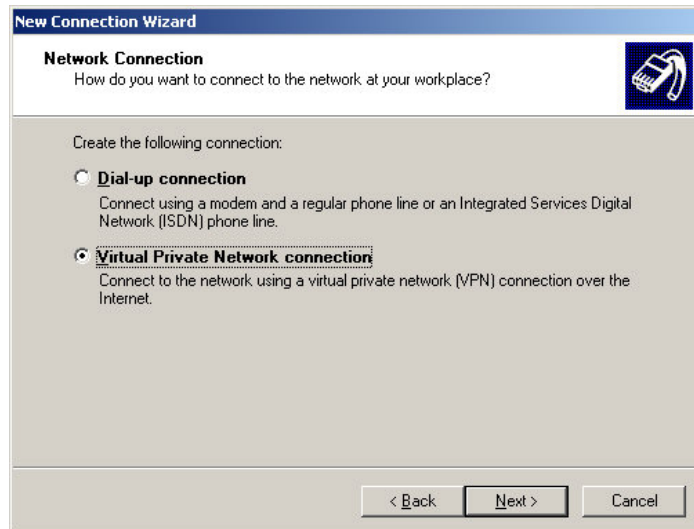 New Connection Wizard
Network Connection
How do you want to connect to the network at your workplace?
Create the following connection:
Dial-up connection
Connect using a modem and a regular phone line or an Integrated Services Digital
Network (ISDN) phone line.
Virtual Private Network connection
Connect to the network using a virtual private network (VPN) connection over the
Internet.
< Back Next > Cancel